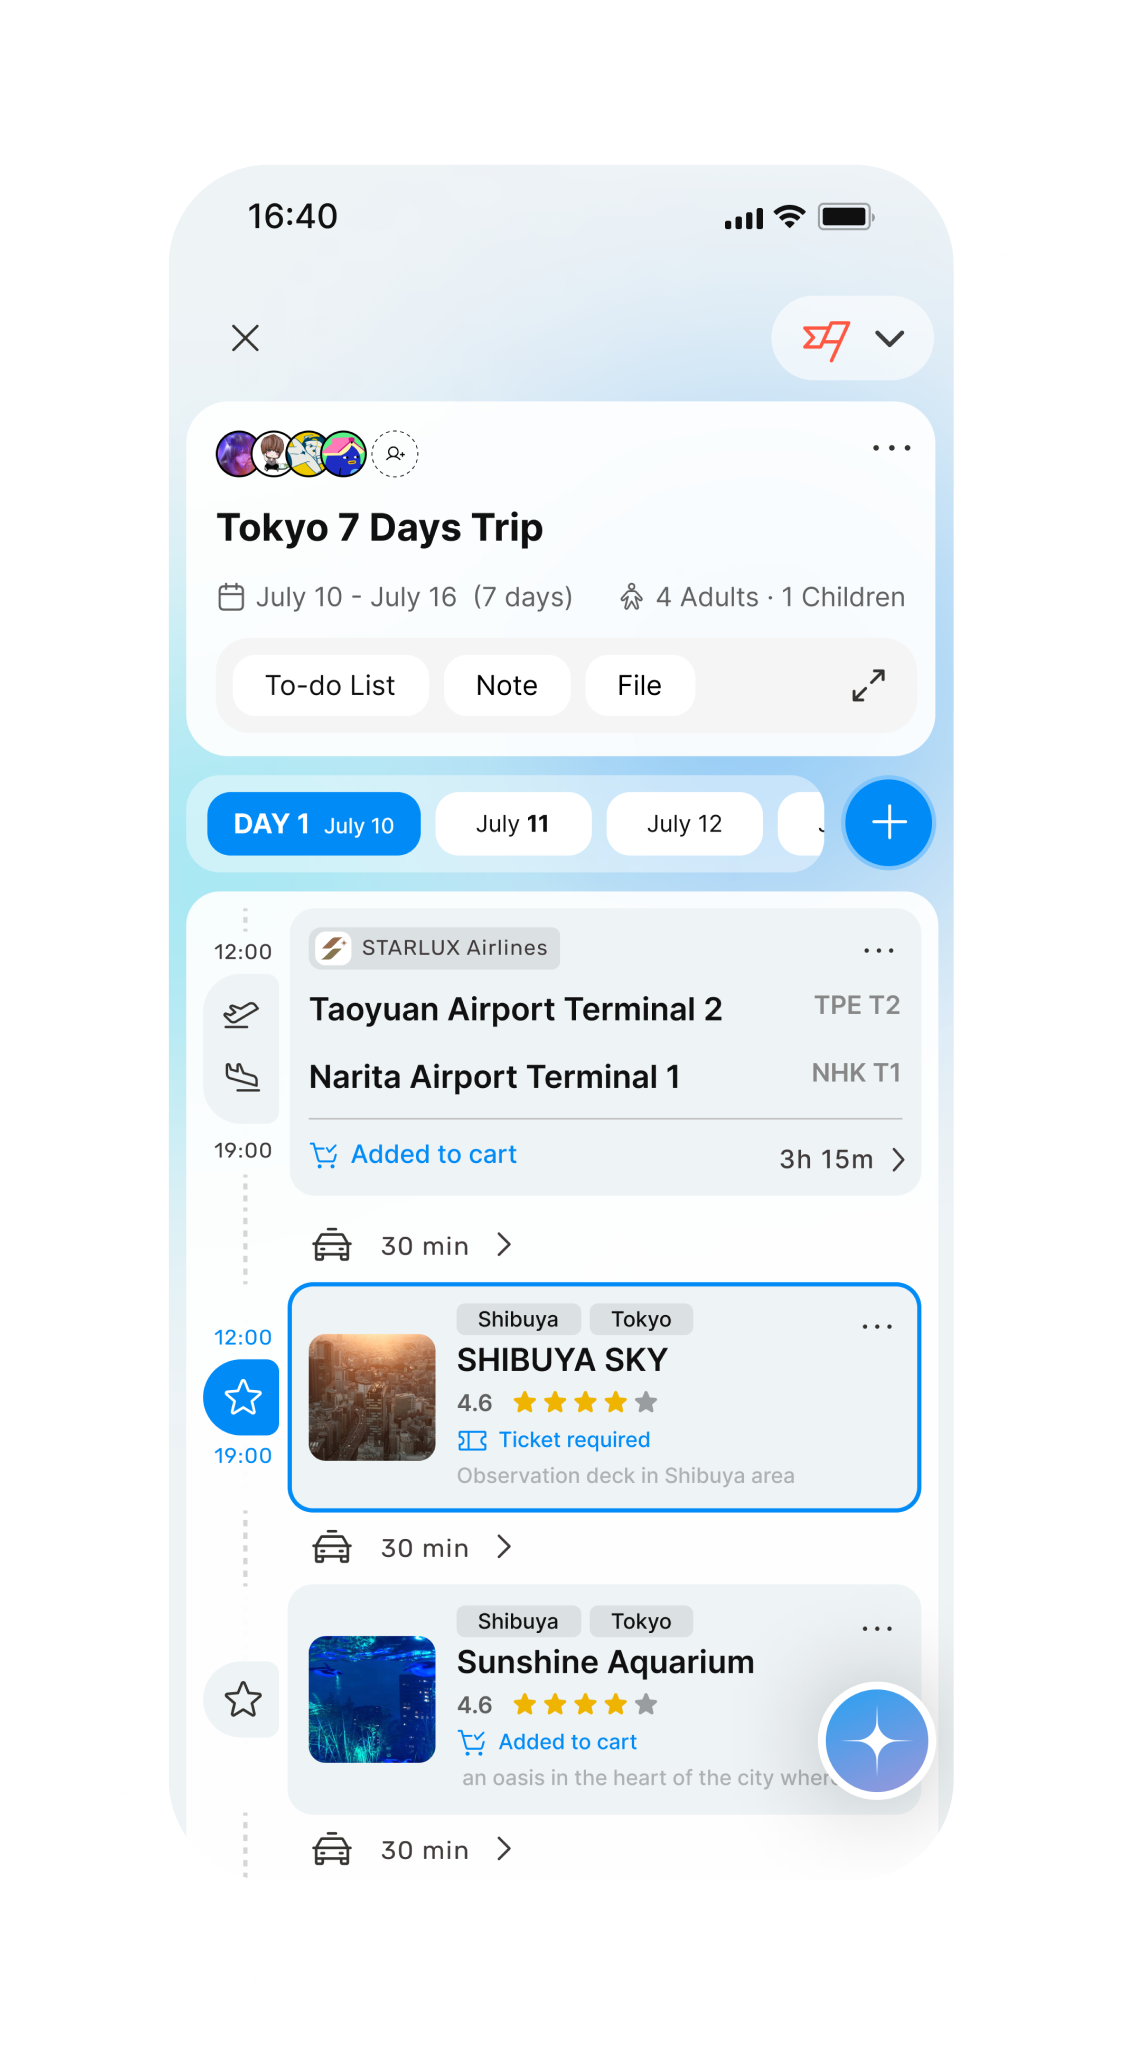 16:40
Tokyo 7 Days Trip
July 10 - July 16 (7 days) 4 Adults · 1 Children
To-do List Note File
DAY 1 July 10 July 11 July 12
12:00
STARLUX Airlines
Taoyuan Airport Terminal 2 TPE T2
Narita Airport Terminal 1 NHK T1
19:00
Added to cart 3h 15m
30 min
Shibuya Tokyo
12:00
SHIBUYA SKY
4.6
Ticket required
19:00
Observation deck in Shibuya area
30 min
Shibuya Tokyo
Sunshine Aquarium
4.6
Added to cart
an oasis in the heart of the city where
30 min